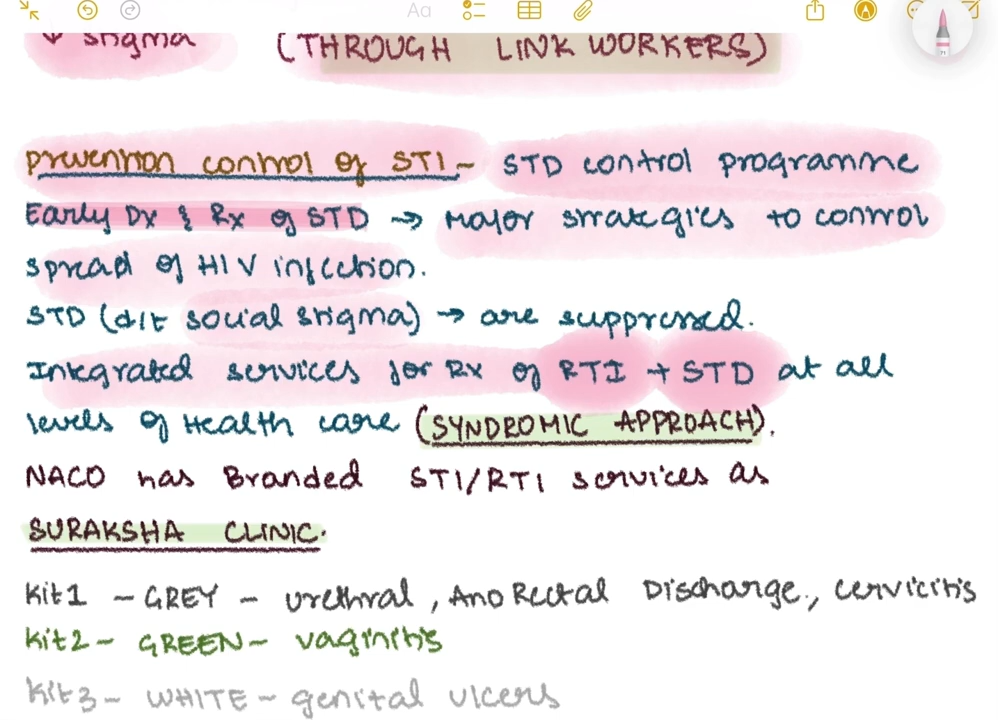 Aa
↓ stigma (THROUGH LINK WORKERS)
prevention control of STI - STD control programme
Early Dx & Rx of STD → Major strategies to control
spread of HIV infection.
STD (d/t social stigma) → are suppressed.
Integrated services for Rx of RTI + STD at all
levels of Health care (SYNDROMIC APPROACH).
NACO has Branded STI/RTI services as
SURAKSHA CLINIC.
Kit1 - GREY - urethral, Ano Rectal Discharge, cervicitis
Kit2 - GREEN - vaginitis
Kit3 - WHITE - genital ulcers